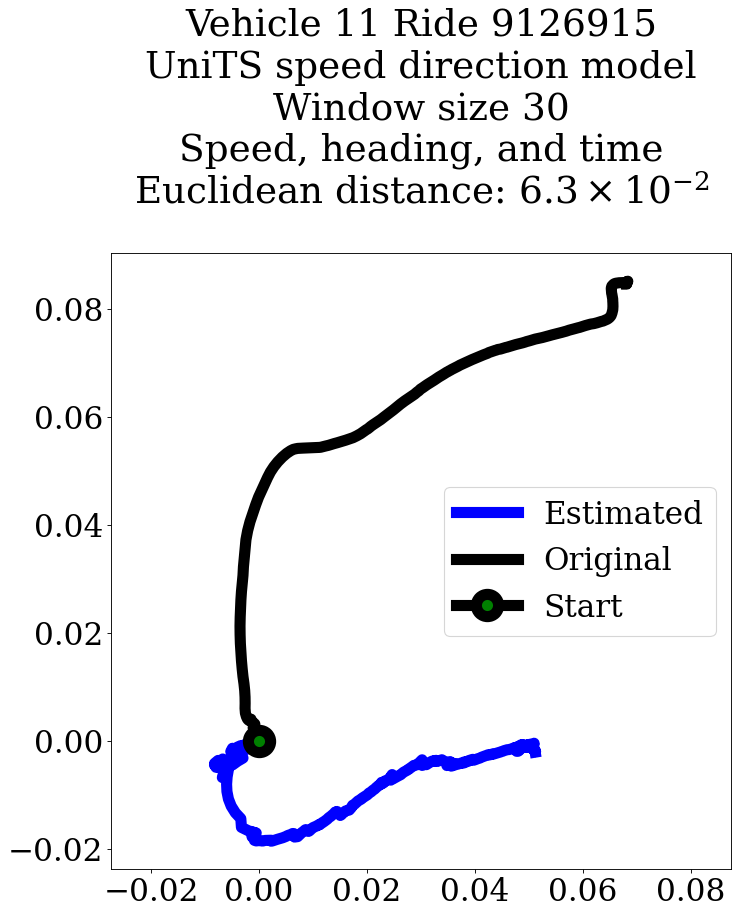 Vehicle 11 Ride 9126915
UniTS speed direction model
Window size 30
Speed, heading, and time
Euclidean distance: 6.3 × 10⁻²
0.08
0.06
0.04
0.02
0.00
−0.02
Estimated
Original
Start
−0.02 0.00 0.02 0.04 0.06 0.08